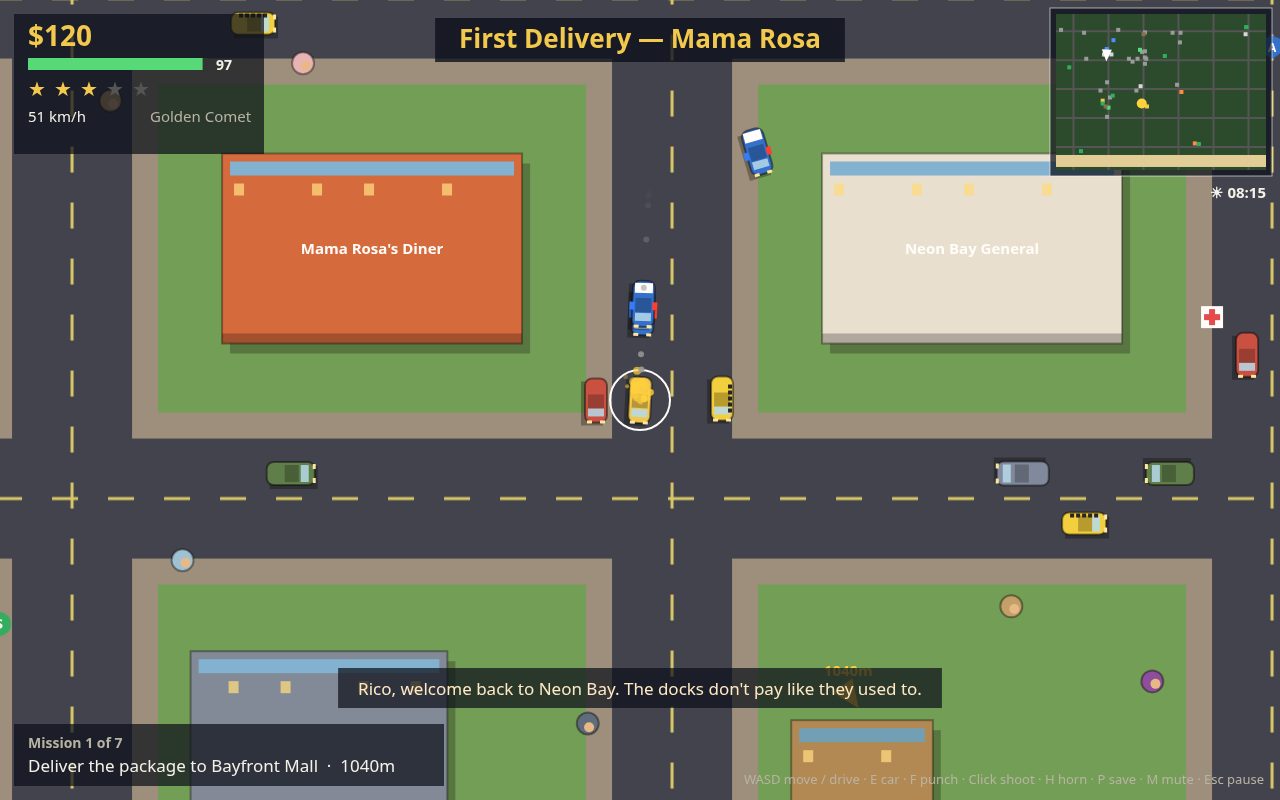 $120
97
★ ★ ★ ★ ★
51 km/h
Golden Comet
First Delivery — Mama Rosa
A
☀ 08:15
Mama Rosa's Diner
Neon Bay General
S
1040m
Rico, welcome back to Neon Bay. The docks don't pay like they used to.
Mission 1 of 7
Deliver the package to Bayfront Mall · 1040m
WASD move / drive · E car · F punch · Click shoot · H horn · P save · M mute · Esc pause